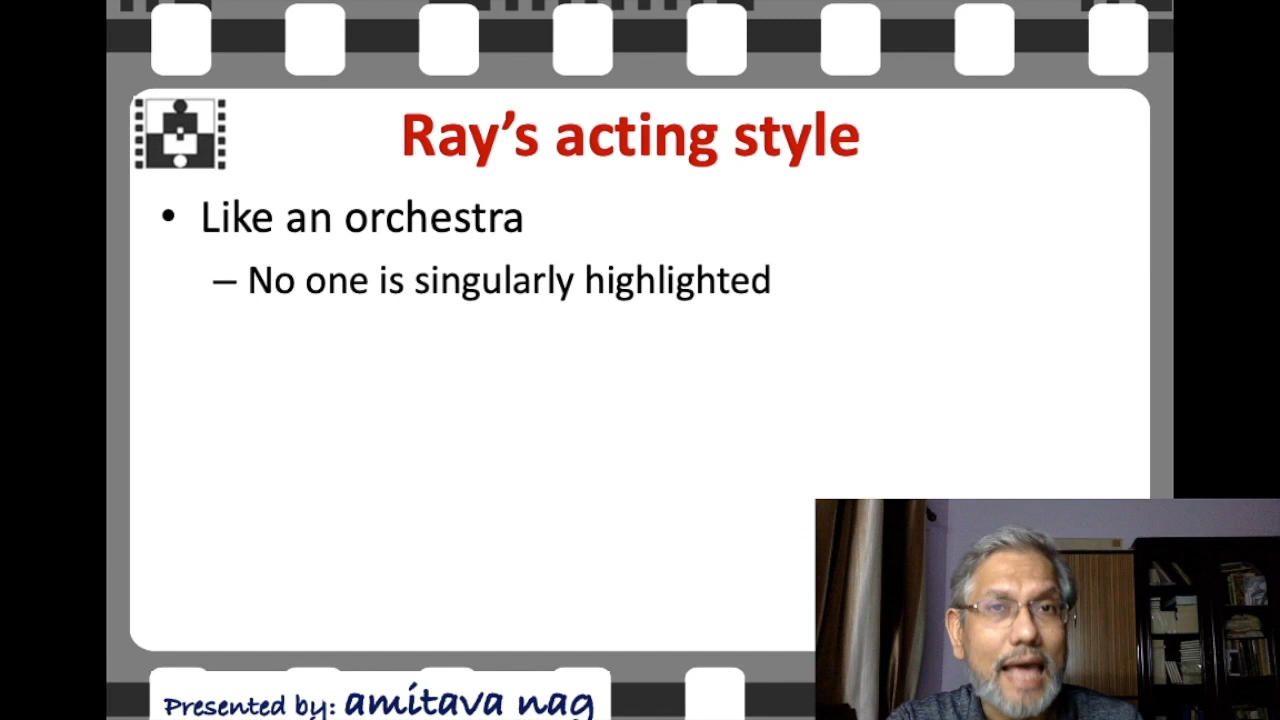 Ray's acting style
• Like an orchestra
– No one is singularly highlighted
Presented by: amitava nag